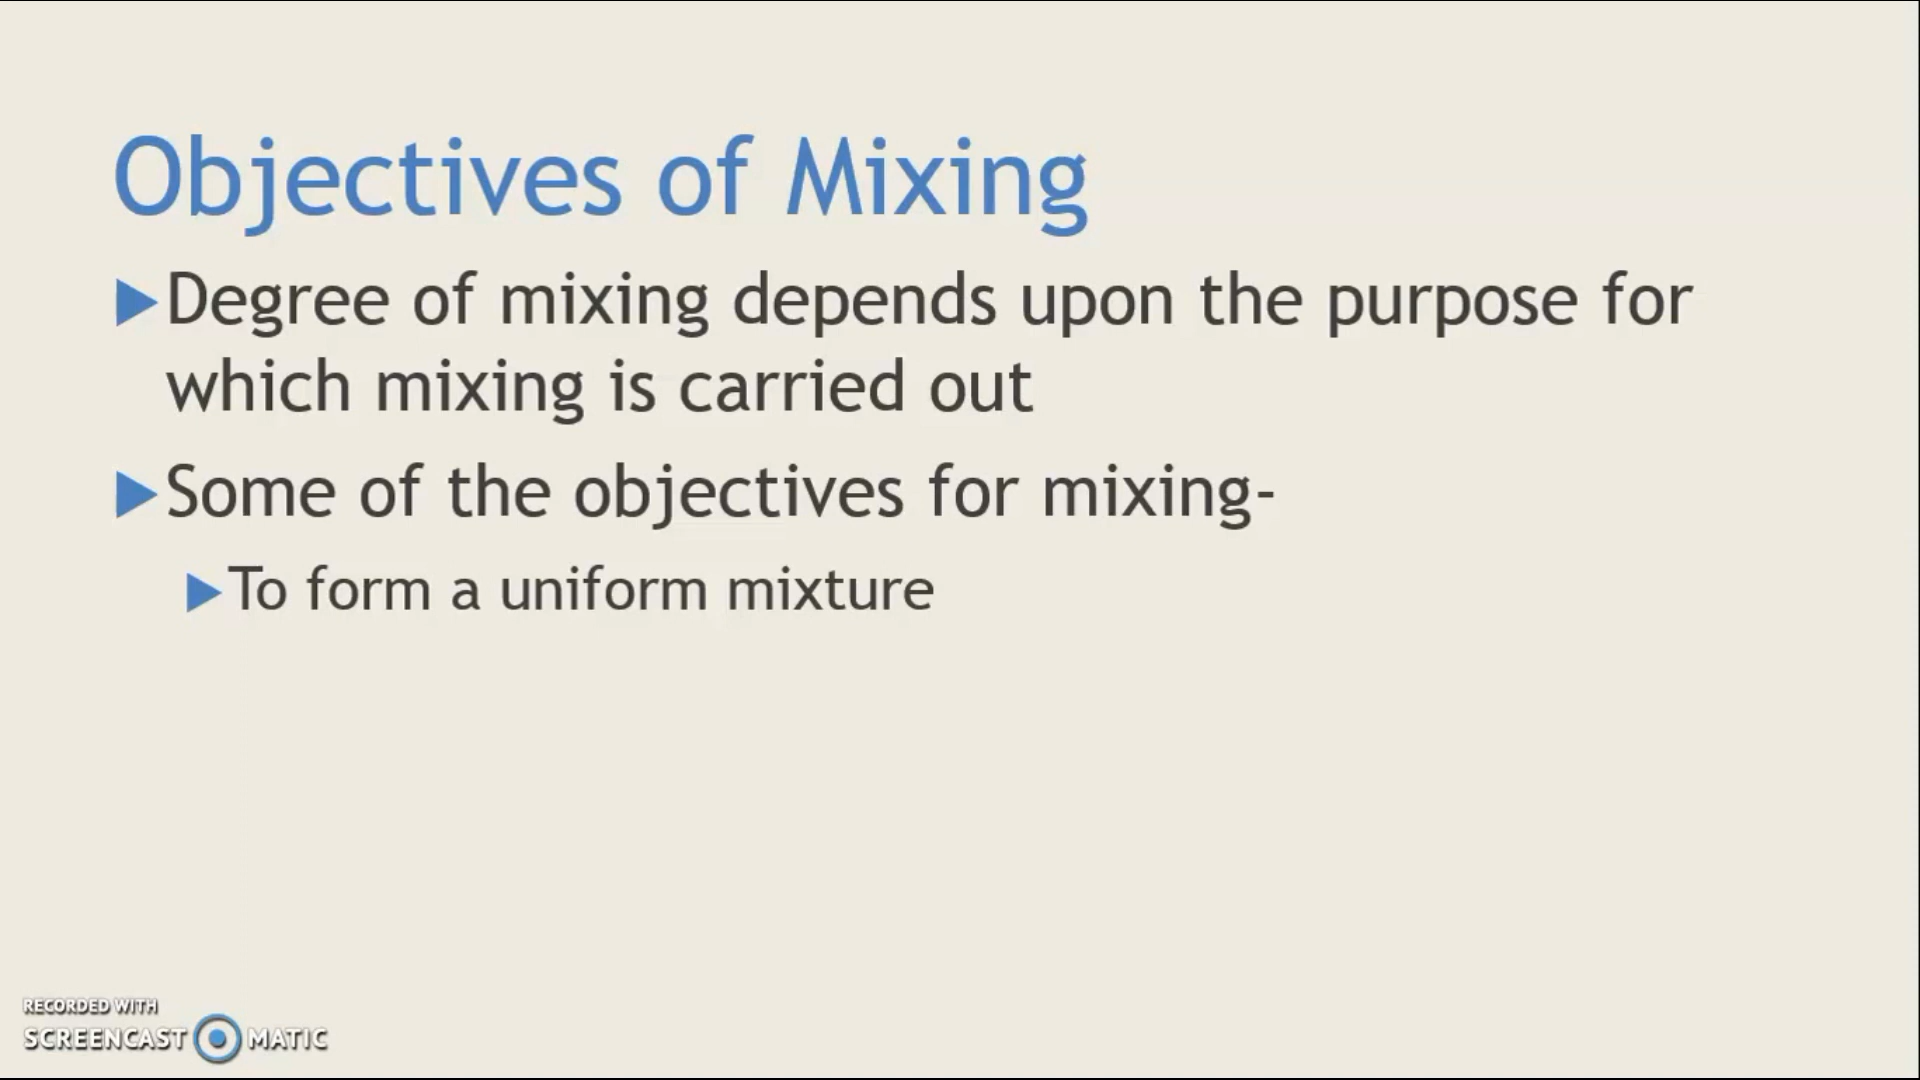 Objectives of Mixing
Degree of mixing depends upon the purpose for
which mixing is carried out
Some of the objectives for mixing-
To form a uniform mixture
RECORDED WITH
SCREENCAST MATIC